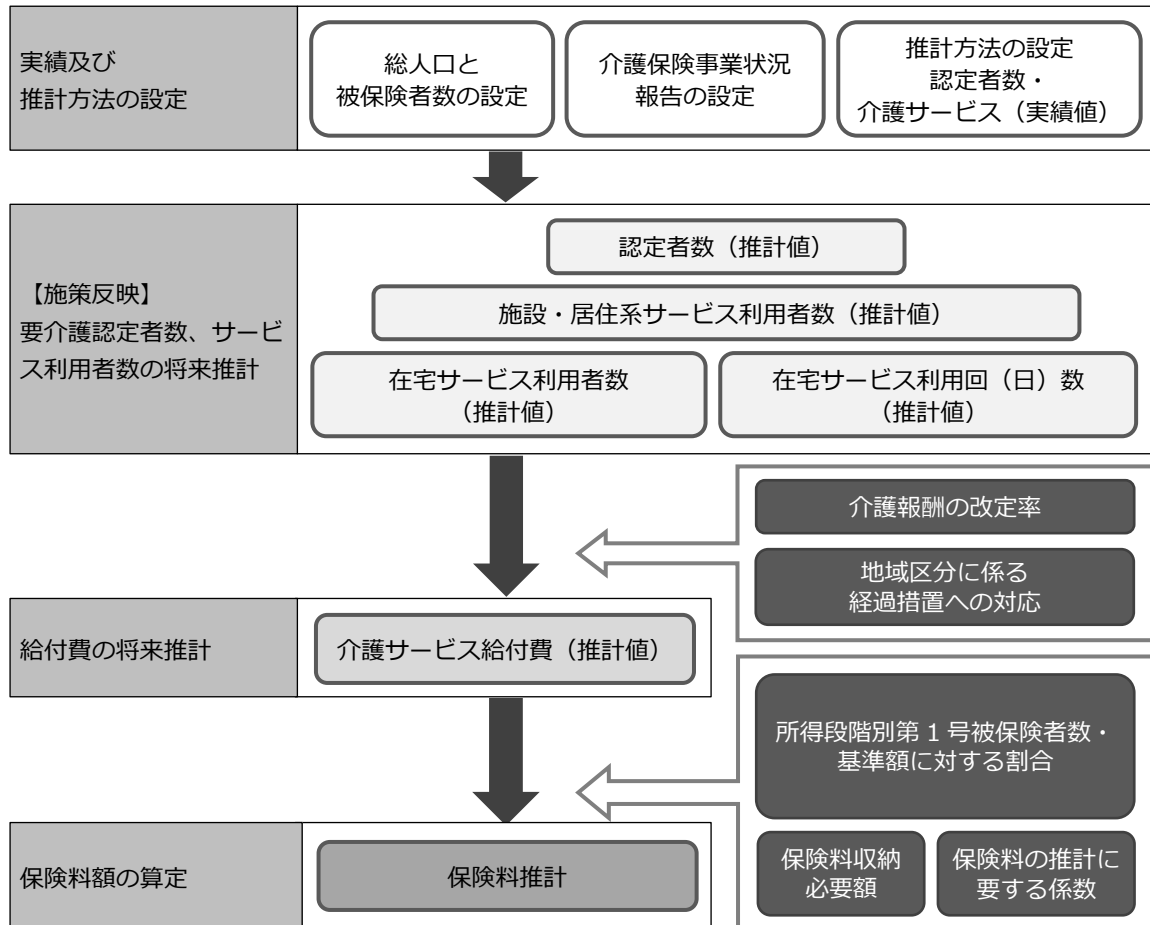 実績及び
推計方法の設定
総人口と
被保険者数の設定
介護保険事業状況
報告の設定
推計方法の設定
認定者数・
介護サービス（実績値）
【施策反映】
要介護認定者数、サービ
ス利用者数の将来推計
認定者数（推計値）
施設・居住系サービス利用者数（推計値）
在宅サービス利用者数
（推計値）
在宅サービス利用回（日）数
（推計値）
介護報酬の改定率
地域区分に係る
経過措置への対応
給付費の将来推計
介護サービス給付費（推計値）
所得段階別第 1 号被保険者数・
基準額に対する割合
保険料収納
必要額
保険料の推計に
要する係数
保険料額の算定
保険料推計